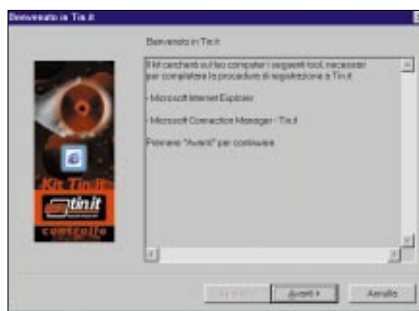 Benvenuto in Tin.it
Benvenuto in Tin.it
Il kit cercherà sul tuo computer i seguenti tool, necessari
per completare la procedura di registrazione a Tin.it
- Microsoft Internet Explorer
- Microsoft Connection Manager - Tin.it
Premere "Avanti" per continuare.
Kit Tin.it
tin.it
controllo
Avanti >
Annulla